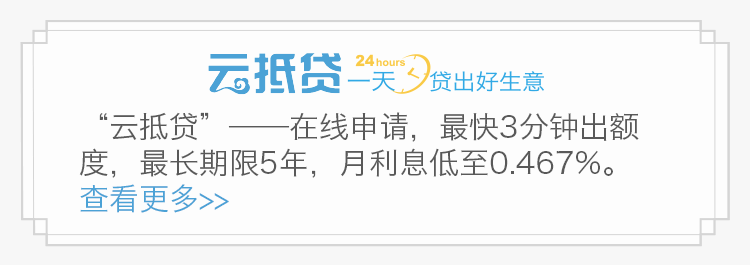 云抵贷 一天 24hours 贷出好生意
“云抵贷”——在线申请，最快3分钟出额
度，最长期限5年，月利息低至0.467%。
查看更多>>